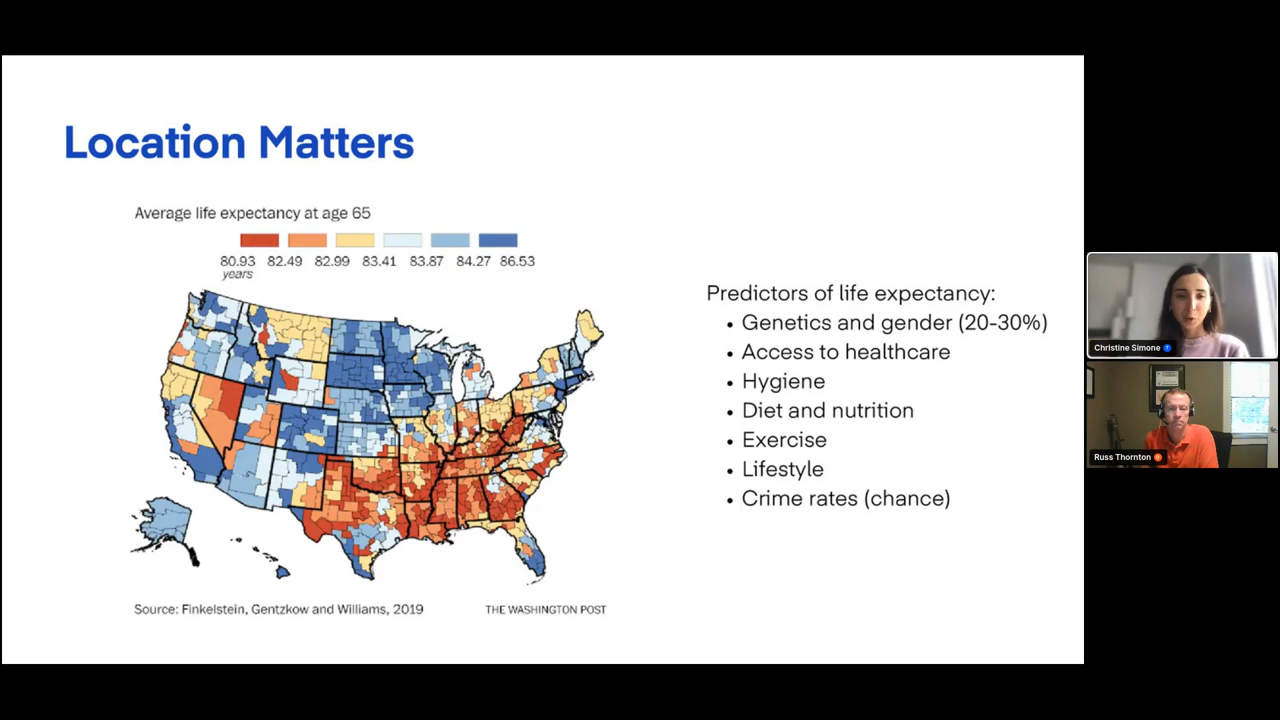 Location Matters
Average life expectancy at age 65
80.93 82.49 82.99 83.41 83.87 84.27 86.53
years
Source: Finkelstein, Gentzkow and Williams, 2019
THE WASHINGTON POST
Predictors of life expectancy:
• Genetics and gender (20-30%)
• Access to healthcare
• Hygiene
• Diet and nutrition
• Exercise
• Lifestyle
• Crime rates (chance)
Christine Simone
Russ Thornton